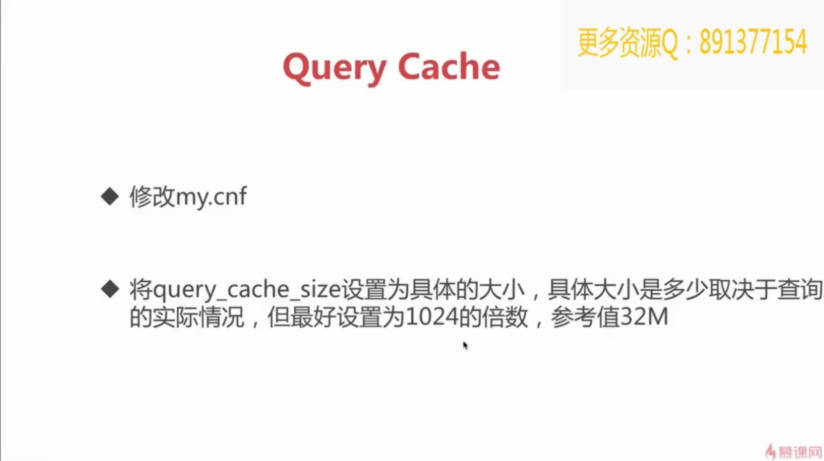 更多资源Q：891377154
Query Cache
◆ 修改my.cnf
◆ 将query_cache_size设置为具体的大小，具体大小是多少取决于查询
的实际情况，但最好设置为1024的倍数，参考值32M
慕课网